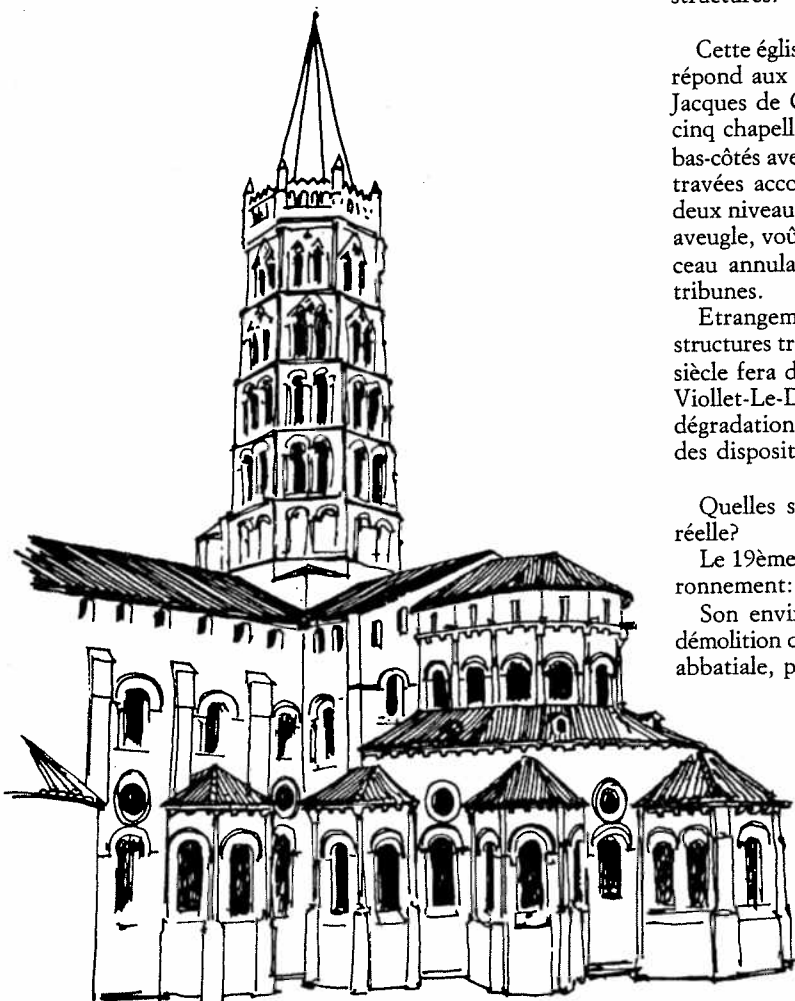 structures.
Cette églis
répond aux
Jacques de C
cinq chapell
bas-côtés ave
travées acco
deux niveau
aveugle, voû
ceau annula
tribunes.
Etrangem
structures tr
siècle fera d
Viollet-Le-D
dégradation
des disposit
Quelles s
réelle?
Le 19ème
ronnement:
Son envi
démolition d
abbatiale, p